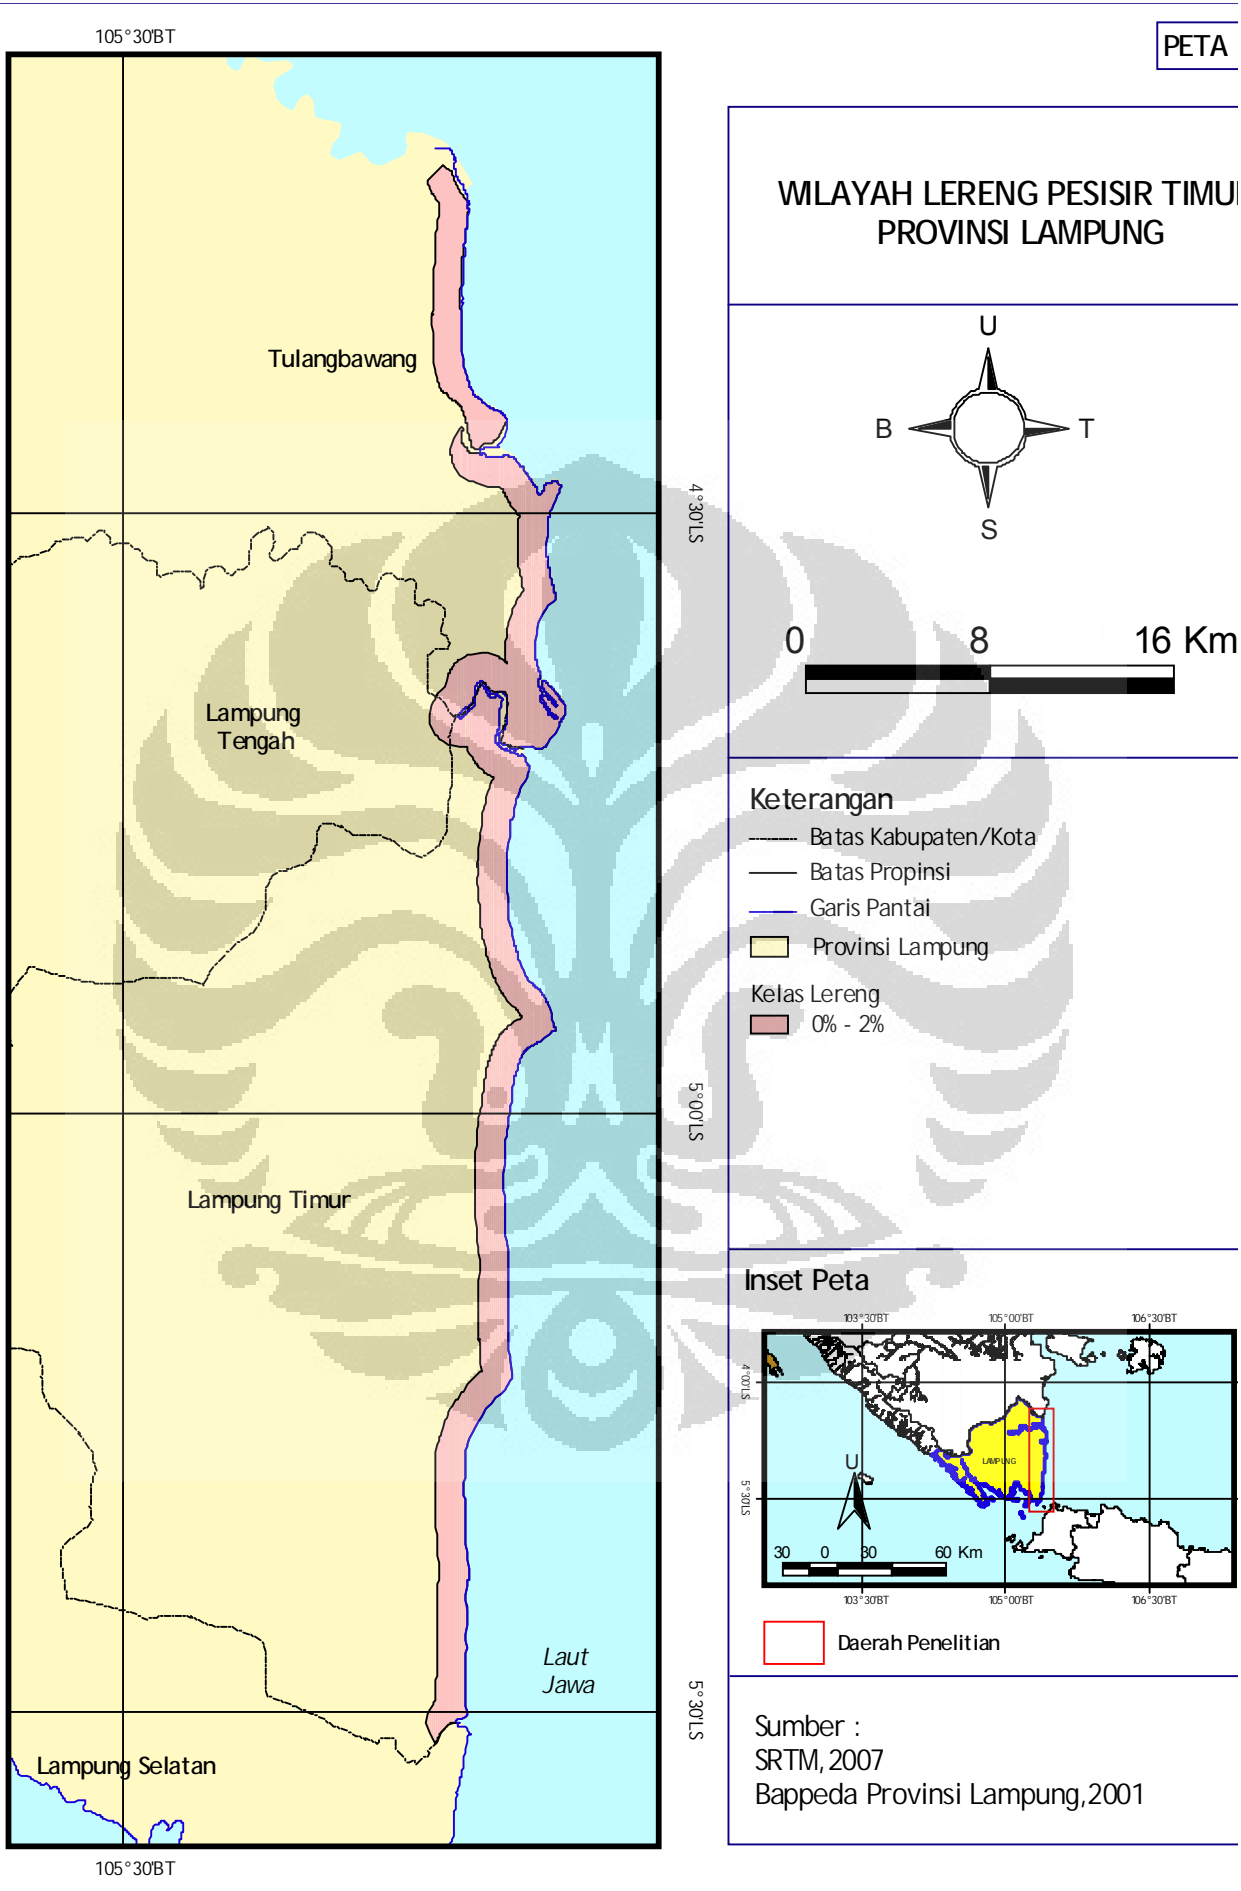 105°30'BT
PETA
WILAYAH LERENG PESISIR TIMU
PROVINSI LAMPUNG
U
B
T
S
0 8 16 Km
Tulangbawang
4°30'LS
Lampung
Tengah
Keterangan
Batas Kabupaten/Kota
Batas Propinsi
Garis Pantai
Provinsi Lampung
Kelas Lereng
0% - 2%
5°00'LS
Lampung Timur
Inset Peta
103°30'BT 105°00'BT 106°30'BT
4°00'LS
LAMPUNG
U
5°30'LS
30 0 30 60 Km
103°30'BT 105°00'BT 106°30'BT
Daerah Penelitian
Laut
Jawa
5°30'LS
Lampung Selatan
Sumber :
SRTM,2007
Bappeda Provinsi Lampung,2001
105°30'BT